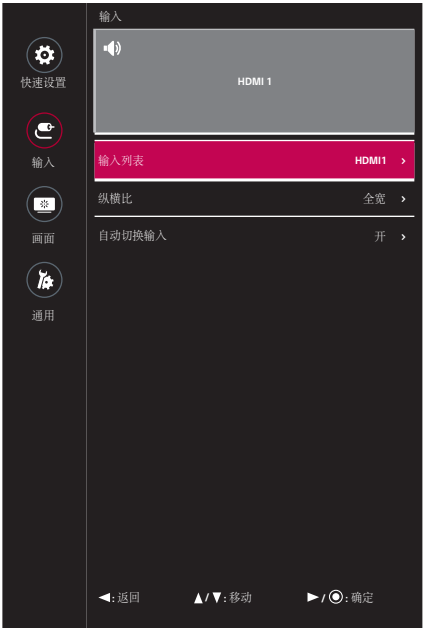 输入
HDMI 1
快速设置
输入
画面
通用
输入列表 HDMI1 >
纵横比 全宽 >
自动切换输入 开 >
◄: 返回 ▲/▼: 移动 ►/◉: 确定